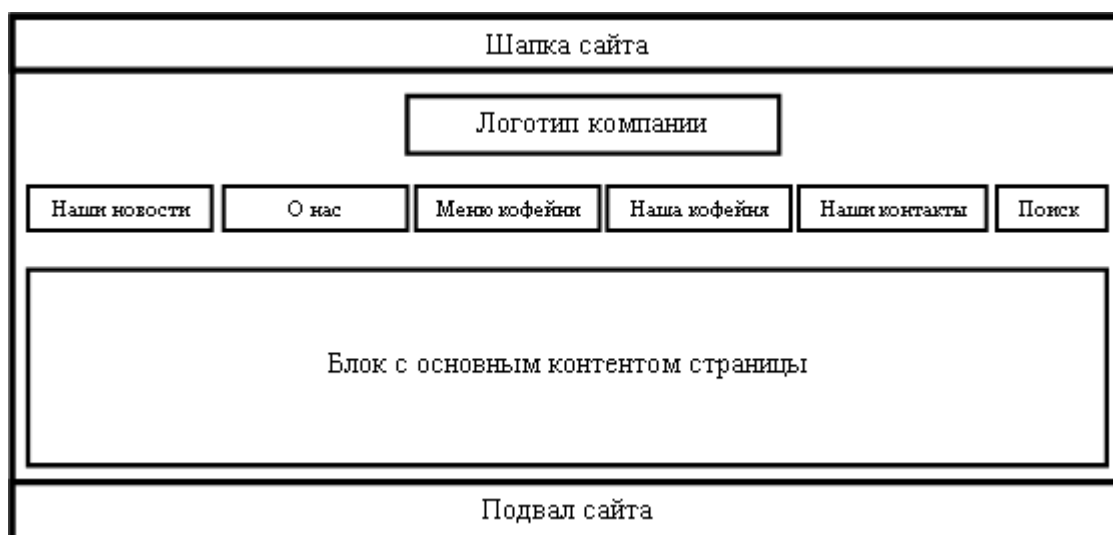 Шапка сайта
Логотип компании
Наши новости
О нас
Меню кофейни
Наша кофейня
Наши контакты
Поиск
Блок с основным контентом страницы
Подвал сайта